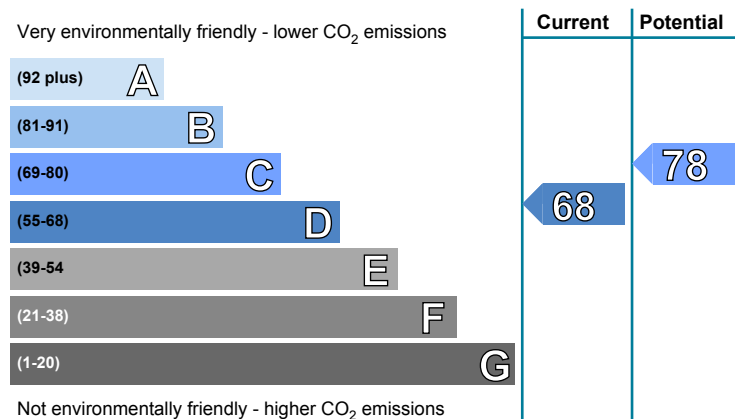 Very environmentally friendly - lower CO₂ emissions
Current
Potential
(92 plus) A
(81-91) B
(69-80) C
(55-68) D
(39-54 E
(21-38) F
(1-20) G
78
68
Not environmentally friendly - higher CO₂ emissions